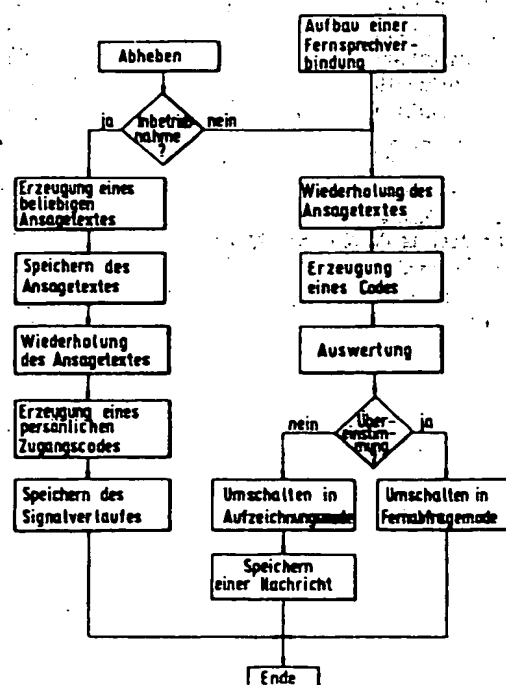 Abheben
Aufbau einer
Fernsprechver-
bindung
ja
Inbetrieb-
nahme
?
nein
Erzeugung eines
beliebigen
Ansagetextes
Wiederholung des
Ansagetextes
Speichern des
Ansagetextes
Erzeugung
eines Codes
Wiederholung
des Ansagetextes
Auswertung
Erzeugung eines
persönlichen
Zugangscodes
nein
Über-
einstim-
mung
?
ja
Speichern des
Signalverlaufes
Umschalten in
Aufzeichnungsmode
Umschalten in
Fernabfragemode
Speichern
einer Nachricht
Ende